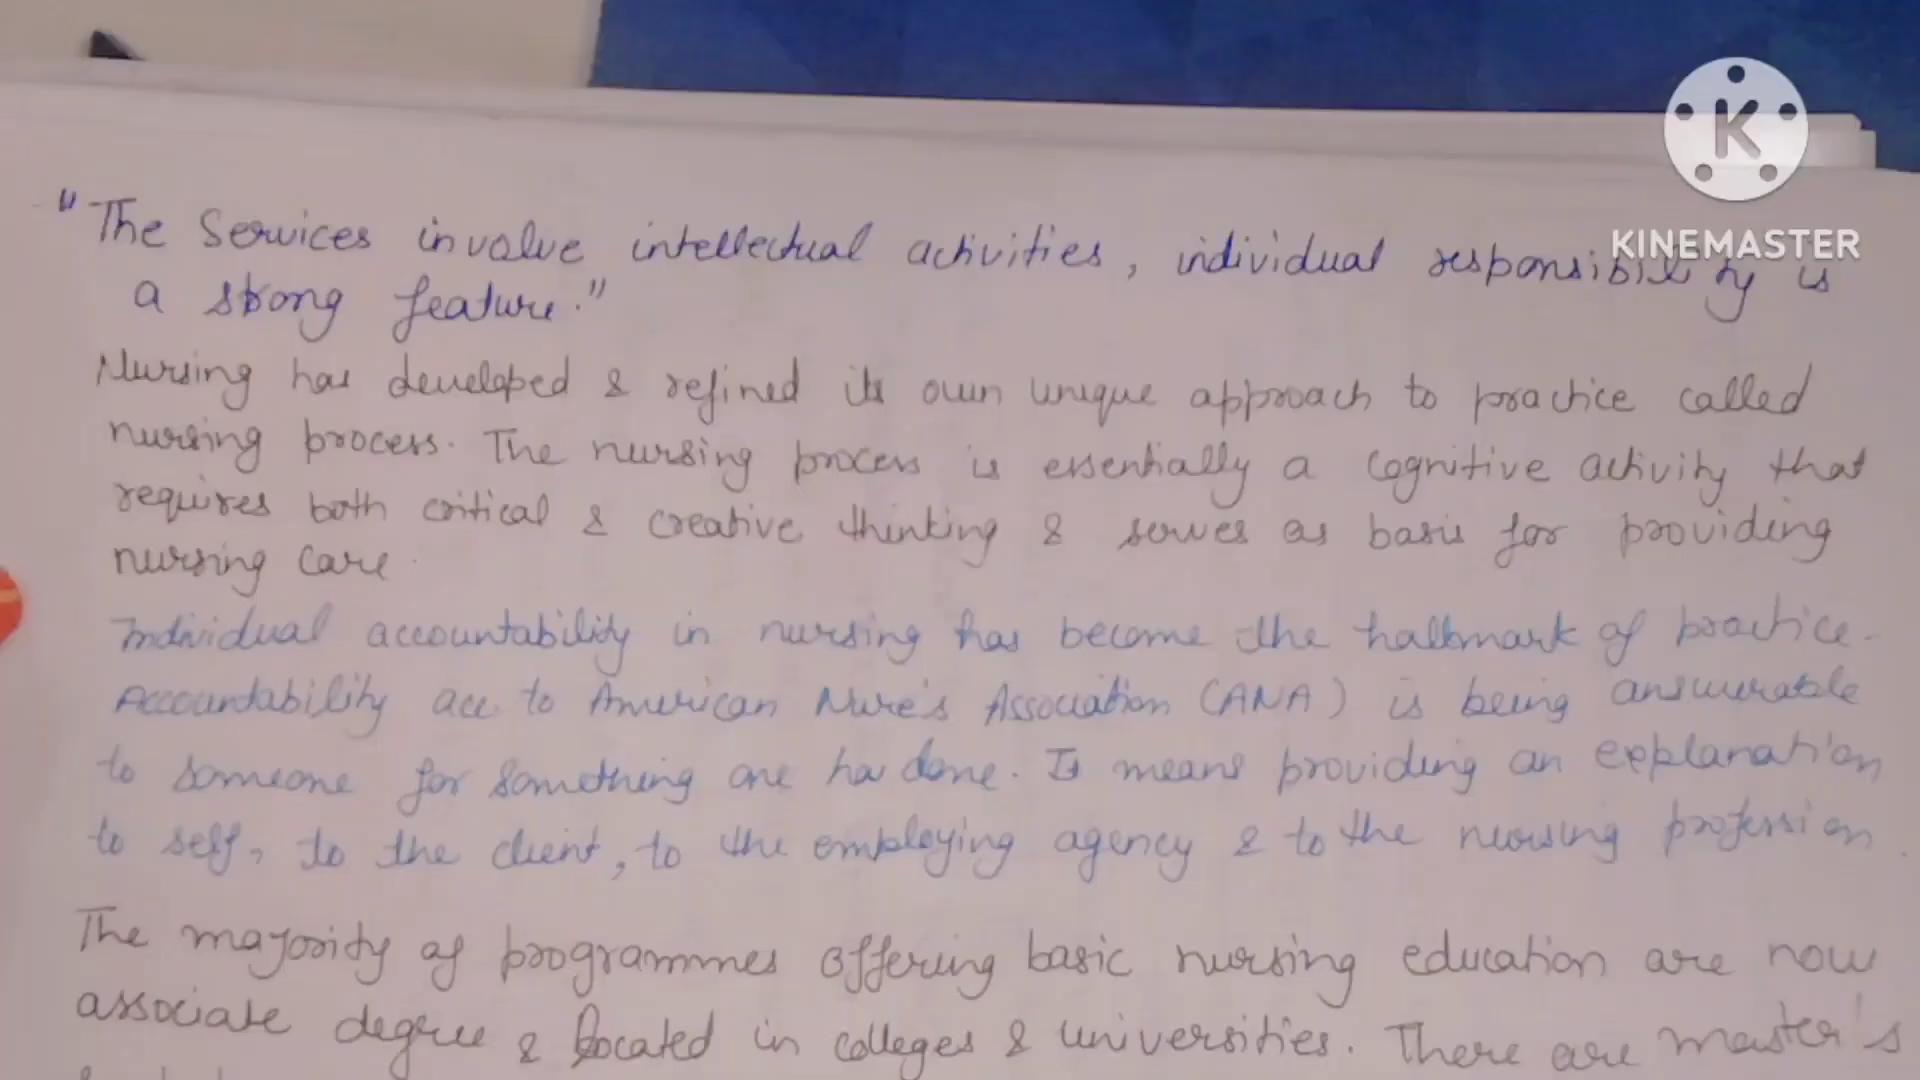 "The Services involve intellectual activities, individual responsibility is
a strong feature."
Nursing has developed & refined its own unique approach to practice called
nursing process. The nursing process is essentially a cognitive activity that
requires both critical & creative thinking & serves as basis for providing
nursing care.
Individual accountability in nursing has become the hallmark of practice.
Accountability acc to American Nurse's Association (ANA) is being answerable
to someone for something one has done. It means providing an explanation
to self, to the client, to the employing agency & to the nursing profession.
The majority of programmes offering basic nursing education are now
associate degree & located in colleges & universities. There are master's
K
KINEMASTER